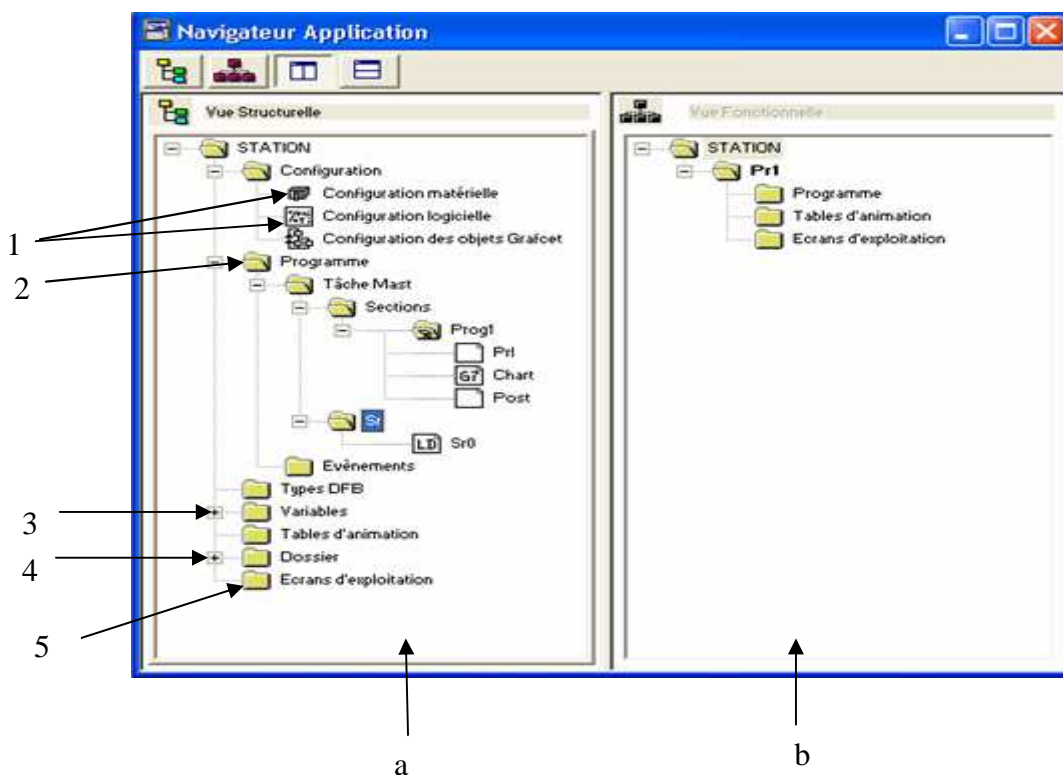 Navigateur Application
Vue Structurelle
STATION
Configuration
Configuration matérielle
Configuration logicielle
Configuration des objets Grafcet
Programme
Tâche Mast
Sections
Prog1
Prl
G7 Chart
Post
Sr
LD Sr0
Evènements
Types DFB
Variables
Tables d'animation
Dossier
Ecrans d'exploitation
Vue Fonctionnelle
STATION
Pr1
Programme
Tables d'animation
Ecrans d'exploitation
1
2
3
4
5
a
b